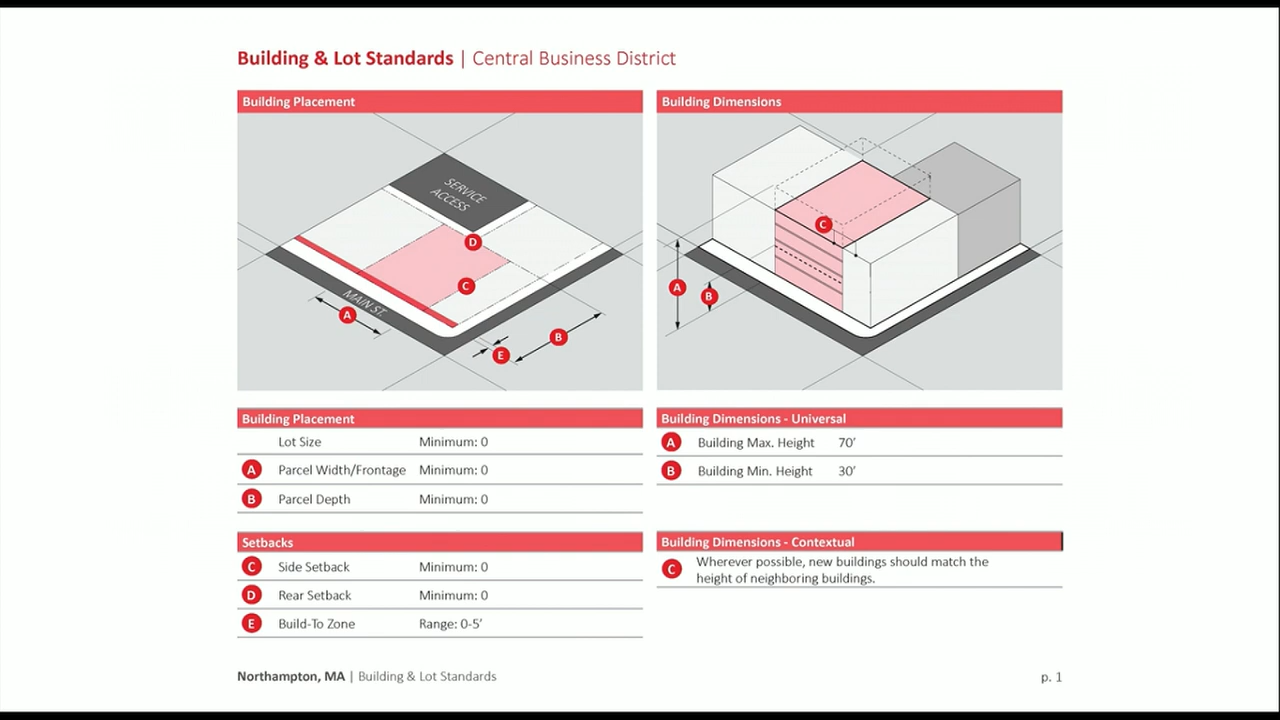 Building & Lot Standards | Central Business District
Building Placement
SERVICE
ACCESS
D
C
MAIN ST.
A
B
E
Building Dimensions
C
A
B
Building Placement
Lot Size Minimum: 0
A Parcel Width/Frontage Minimum: 0
B Parcel Depth Minimum: 0
Setbacks
C Side Setback Minimum: 0
D Rear Setback Minimum: 0
E Build-To Zone Range: 0-5’
Building Dimensions - Universal
A Building Max. Height 70’
B Building Min. Height 30’
Building Dimensions - Contextual
C Wherever possible, new buildings should match the
height of neighboring buildings.
Northampton, MA | Building & Lot Standards
p. 1